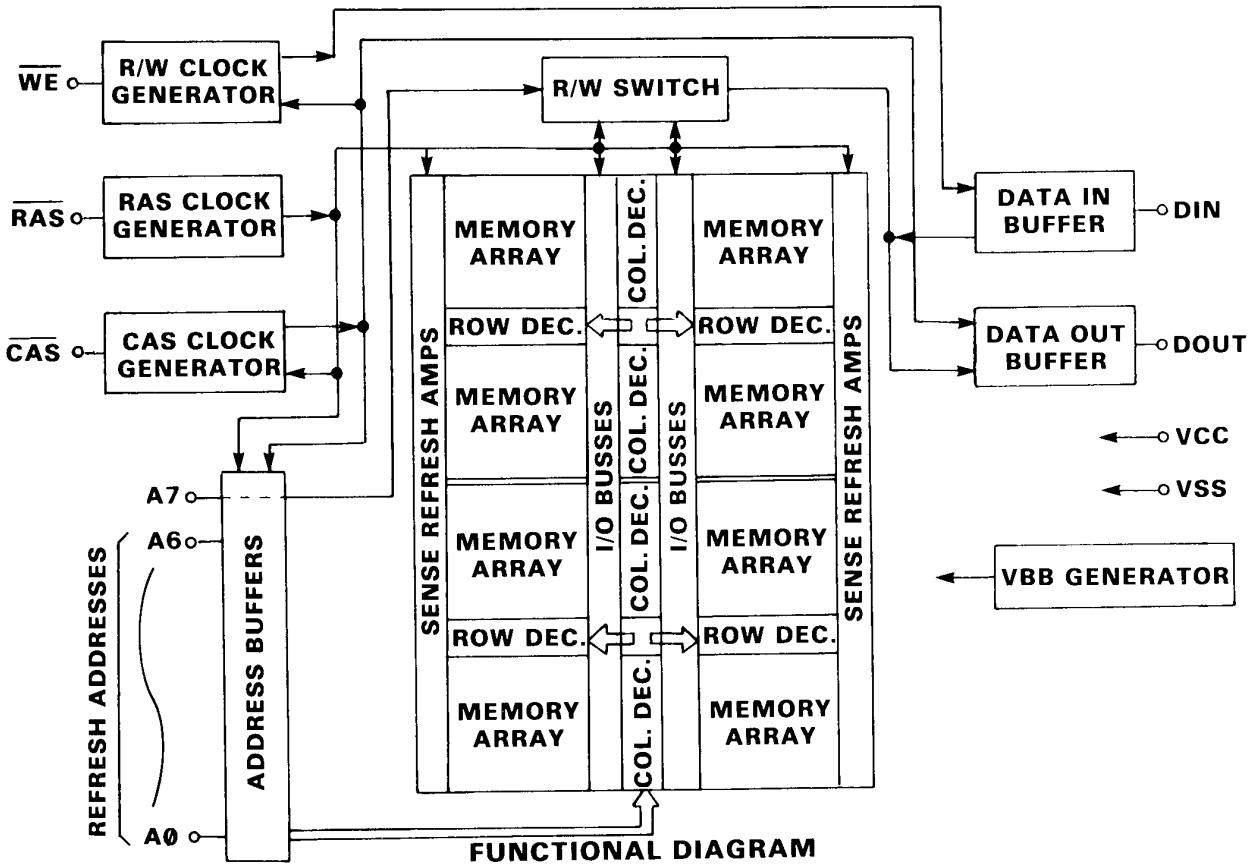 W̅E̅
R/W CLOCK
GENERATOR
R/W SWITCH
R̅A̅S̅
RAS CLOCK
GENERATOR
C̅A̅S̅
CAS CLOCK
GENERATOR
DATA IN
BUFFER
DIN
DATA OUT
BUFFER
DOUT
VCC
VSS
VBB GENERATOR
A7
A6
A0
REFRESH ADDRESSES
ADDRESS BUFFERS
SENSE REFRESH AMPS
MEMORY
ARRAY
ROW DEC.
MEMORY
ARRAY
MEMORY
ARRAY
ROW DEC.
MEMORY
ARRAY
I/O BUSSES
COL. DEC.
COL. DEC.
COL. DEC.
COL. DEC.
I/O BUSSES
MEMORY
ARRAY
ROW DEC.
MEMORY
ARRAY
MEMORY
ARRAY
ROW DEC.
MEMORY
ARRAY
SENSE REFRESH AMPS
FUNCTIONAL DIAGRAM